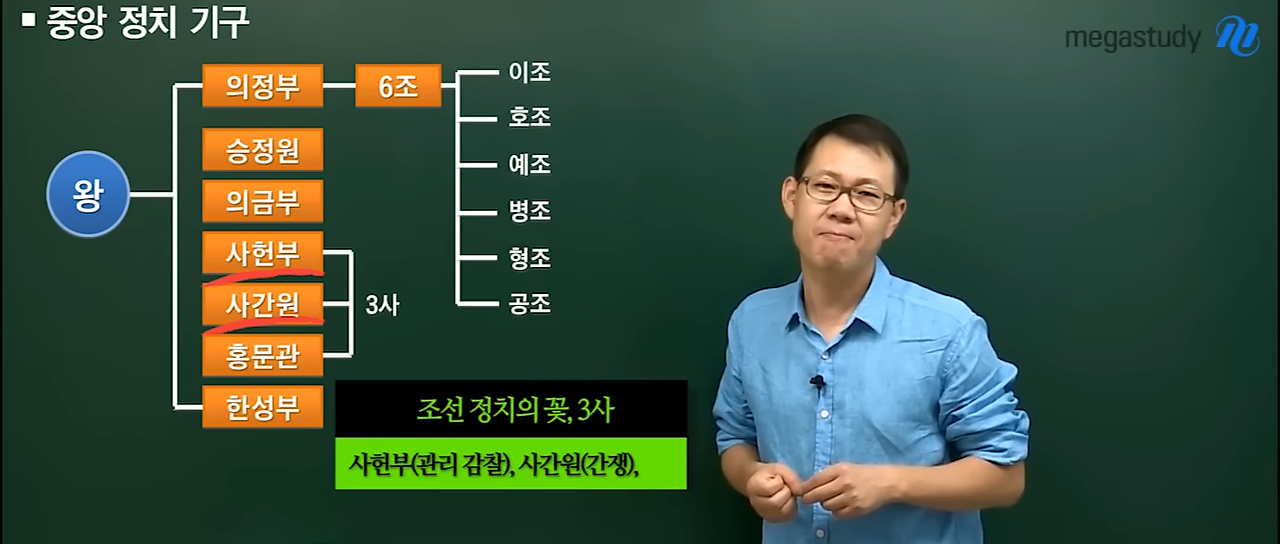 ▪ 중앙 정치 기구
megastudy
왕
의정부
6조
이조
호조
예조
병조
형조
공조
승정원
의금부
사헌부
사간원
홍문관
3사
한성부
조선 정치의 꽃, 3사
사헌부(관리 감찰), 사간원(간쟁),